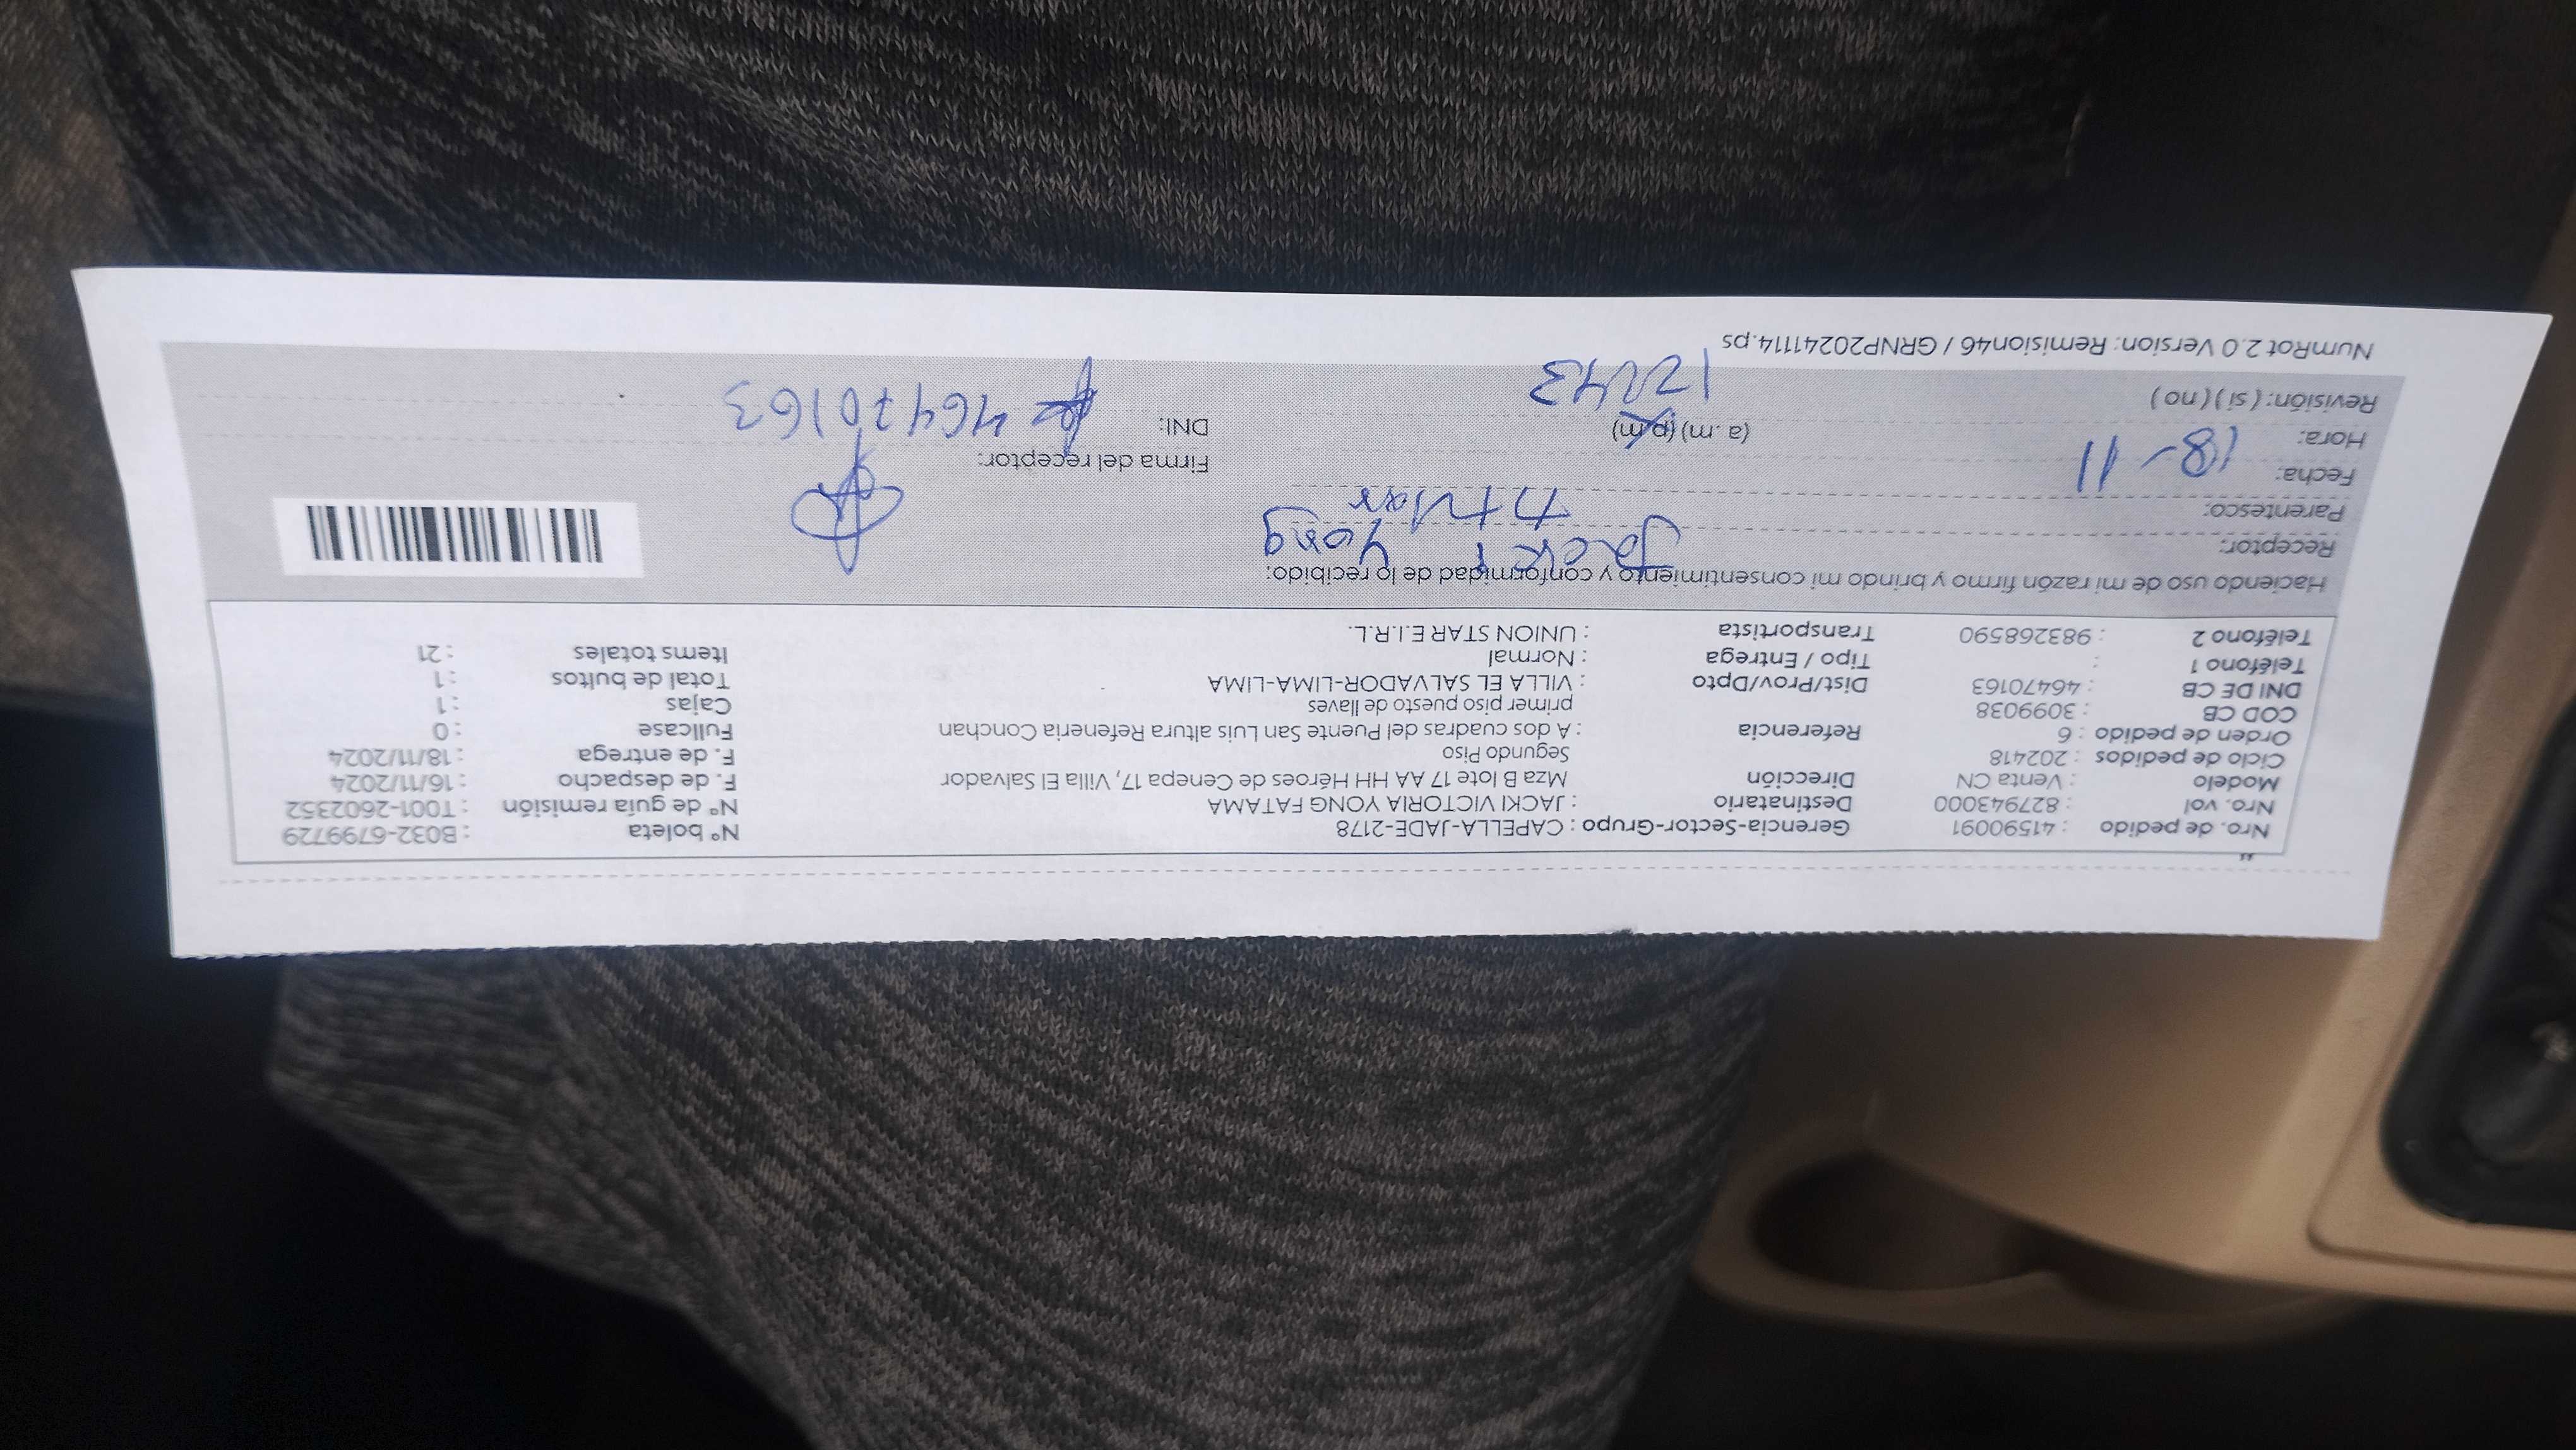 Nro. de pedido : 41590091 Gerencia-Sector-Grupo : CAPELLA-JADE-2178 N° boleta : B032-6799729
Nro. vol : 827943000 Destinatario : JACKI VICTORIA YONG FATAMA N° de guía remisión : T001-2602352
Modelo : Venta CN Dirección Mza B lote 17 AA HH Héroes de Cenepa 17, Villa El Salvador F. de despacho : 16/11/2024
Ciclo de pedidos : 202418 Segundo Piso F. de entrega : 18/11/2024
Orden de pedido : 6 Referencia : A dos cuadras del Puente San Luis altura Refeneria Conchan Fullcase : 0
COD CB : 3099038 primer piso puesto de llaves Cajas : 1
DNI DE CB : 46470163 Dist/Prov/Dpto : VILLA EL SALVADOR-LIMA-LIMA Total de bultos : 1
Teléfono 1 : Tipo / Entrega : Normal Items totales : 21
Teléfono 2 : 983268590 Transportista : UNION STAR E.I.R.L.
Haciendo uso de mi razón firmo y brindo mi consentimiento y conformidad de lo recibido:
Receptor: Jacki Yong
Parentesco: titular
Fecha: 18-11 Firma del receptor:
Hora: (a.m) (p.m) DNI: 46470163
Revisión: ( si ) ( no ) 12:43
NumRot 2.0 Version: Remision46 / GRNP20241114.ps